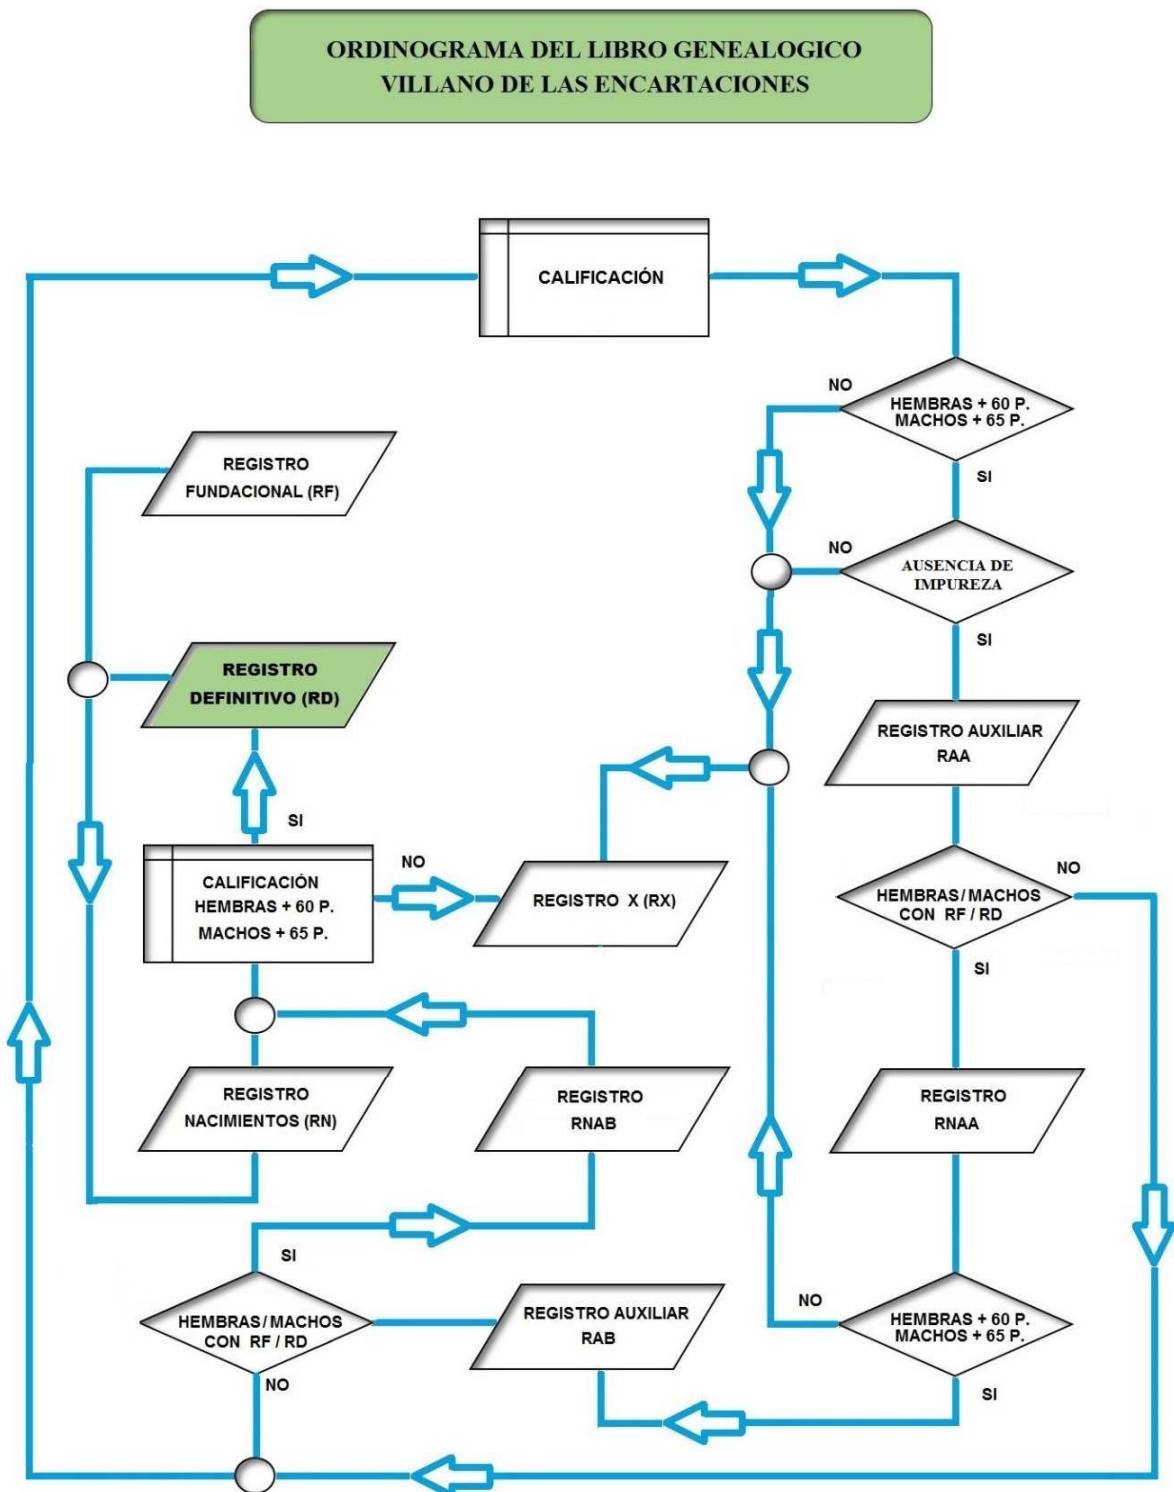 ORDINOGRAMA DEL LIBRO GENEALOGICO
VILLANO DE LAS ENCARTACIONES
CALIFICACIÓN
NO
HEMBRAS + 60 P.
MACHOS + 65 P.
SI
REGISTRO
FUNDACIONAL (RF)
NO
AUSENCIA DE
IMPUREZA
SI
REGISTRO
DEFINITIVO (RD)
REGISTRO AUXILIAR
RAA
SI
CALIFICACIÓN
HEMBRAS + 60 P.
MACHOS + 65 P.
NO
REGISTRO X (RX)
HEMBRAS/MACHOS
CON RF / RD
NO
SI
REGISTRO
NACIMIENTOS (RN)
REGISTRO
RNAB
REGISTRO
RNAA
SI
HEMBRAS/MACHOS
CON RF / RD
NO
REGISTRO AUXILIAR
RAB
NO
HEMBRAS + 60 P.
MACHOS + 65 P.
SI